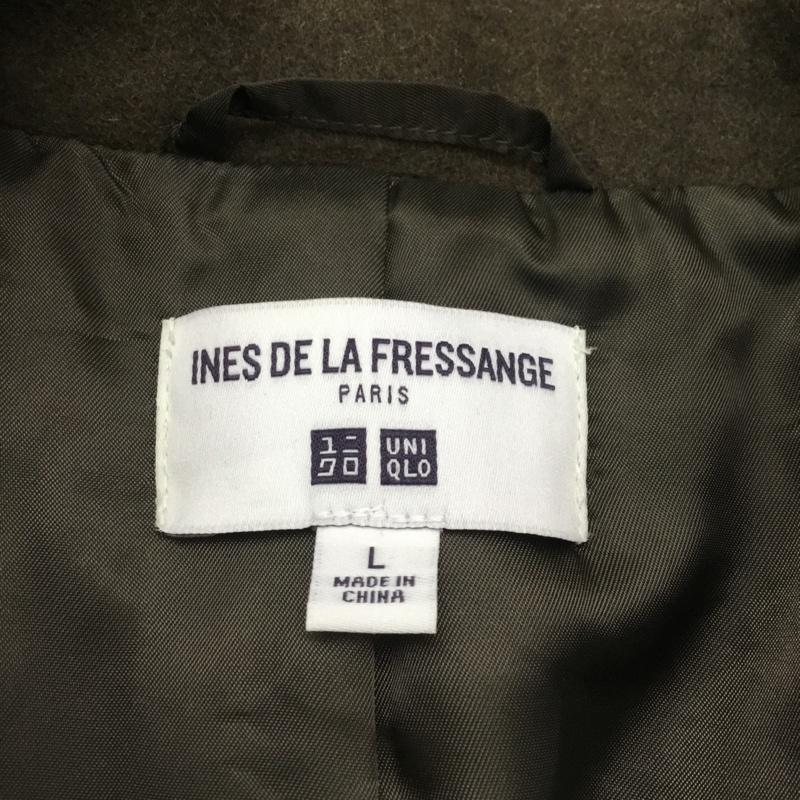 INES DE LA FRESSANGE
PARIS
ユニ UNI
クロ QLO
L
MADE IN
CHINA